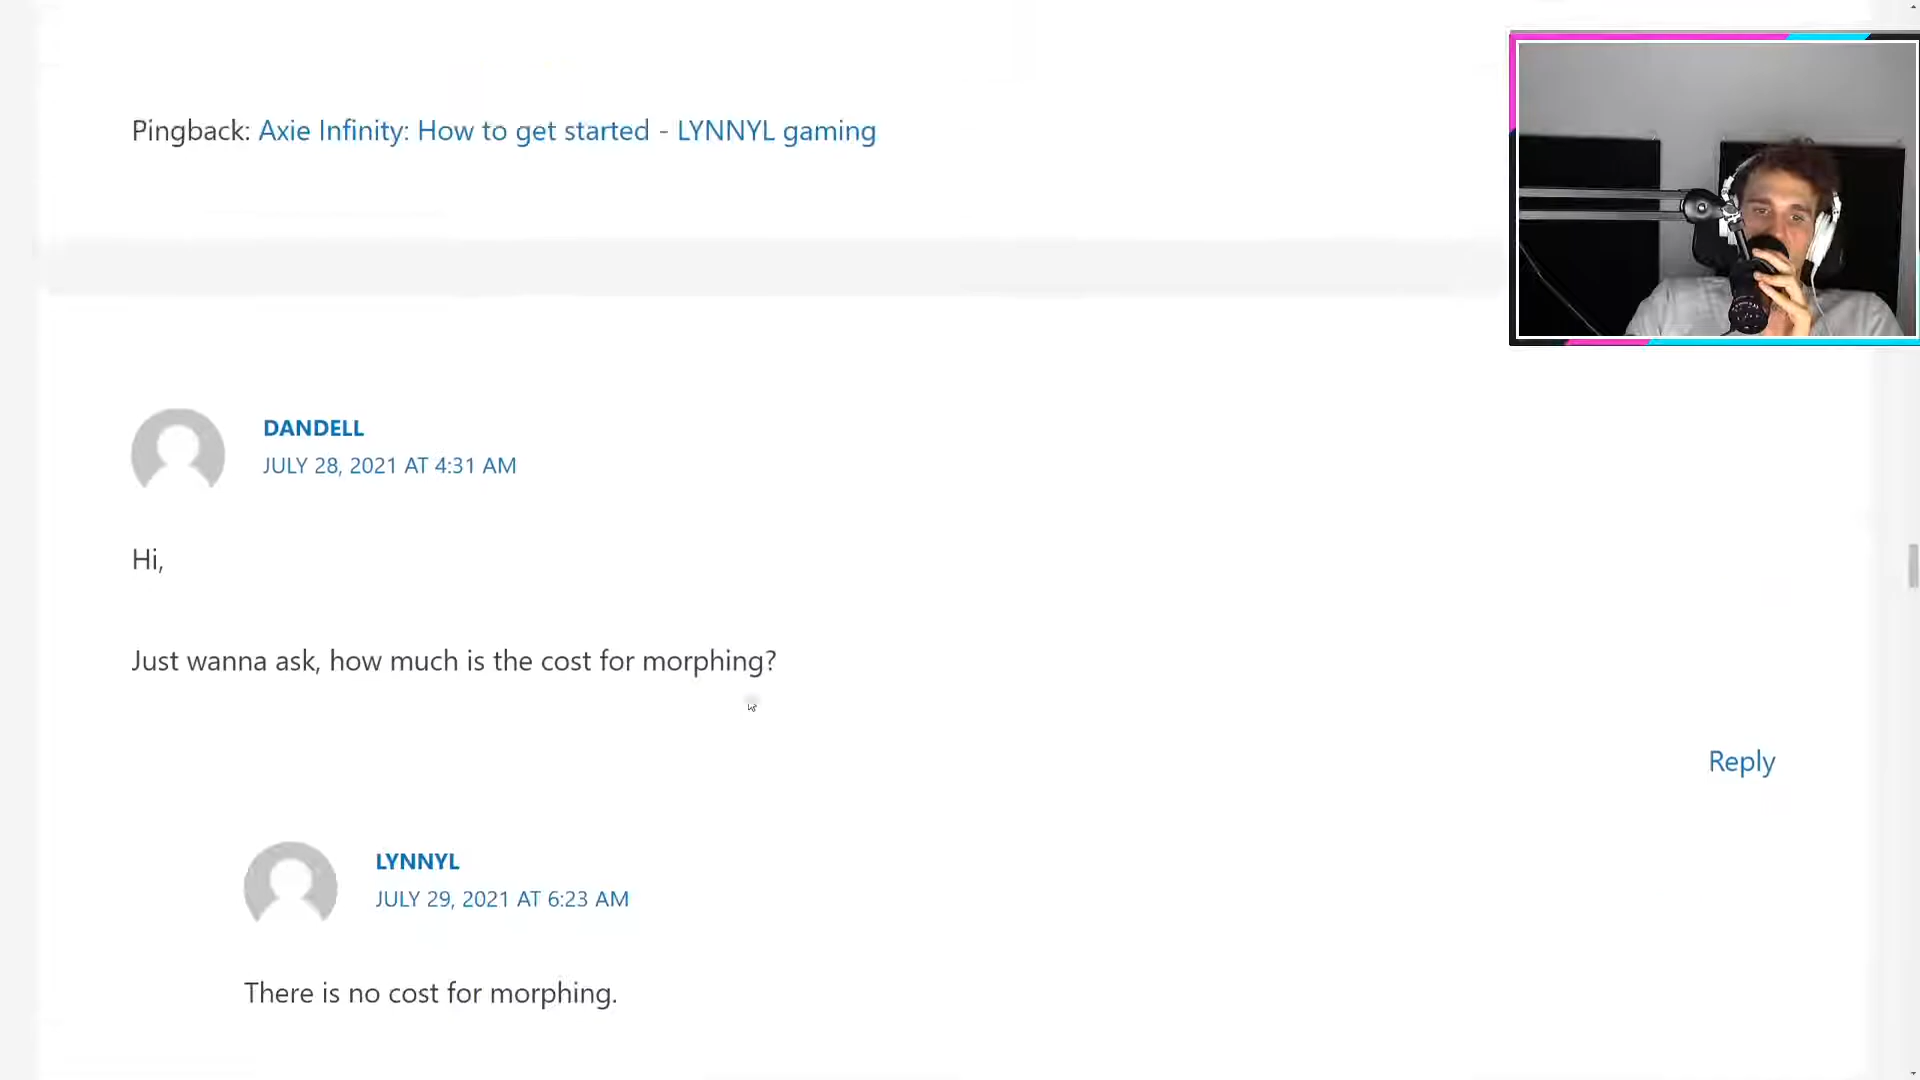 Pingback: Axie Infinity: How to get started - LYNNYL gaming
DANDELL
JULY 28, 2021 AT 4:31 AM
Hi,
Just wanna ask, how much is the cost for morphing?
Reply
LYNNYL
JULY 29, 2021 AT 6:23 AM
There is no cost for morphing.